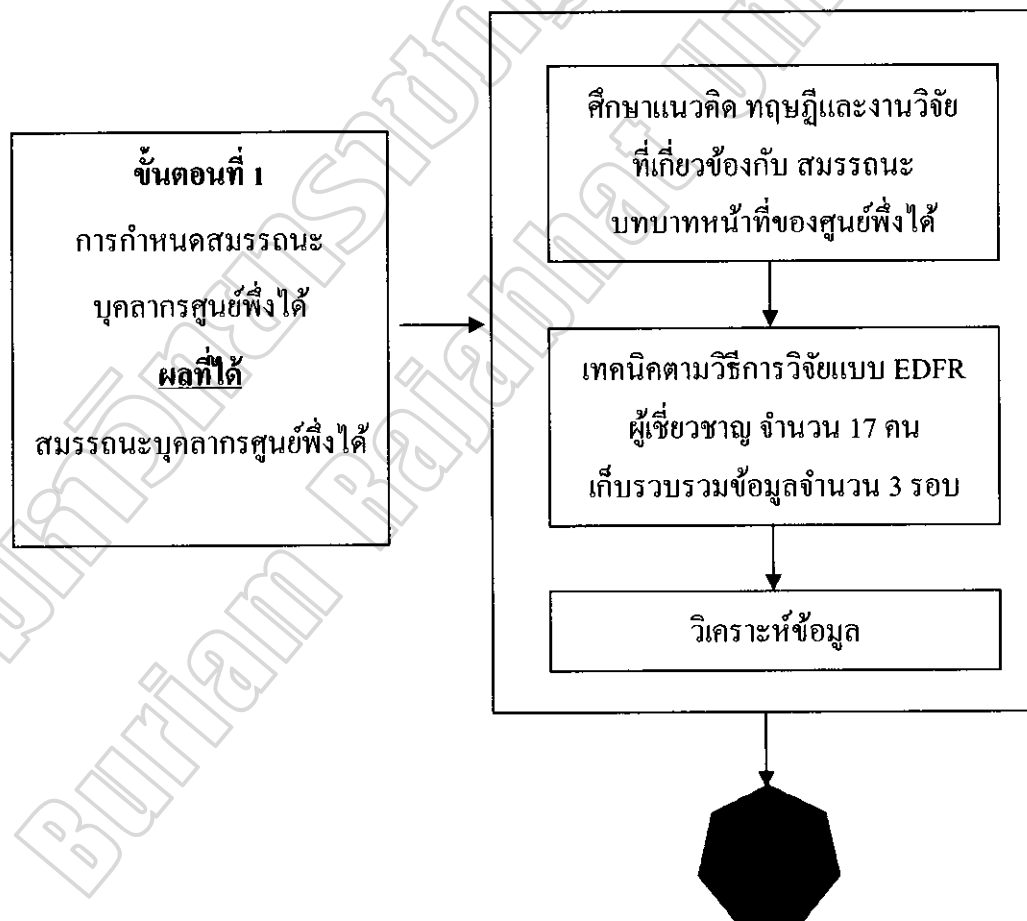 ขั้นตอนที่ 1
การกำหนดสมรรถนะ
บุคลากรศูนย์พึ่งได้
ผลที่ได้
สมรรถนะบุคลากรศูนย์พึ่งได้
ศึกษาแนวคิด ทฤษฎีและงานวิจัย
ที่เกี่ยวข้องกับ สมรรถนะ
บทบาทหน้าที่ของศูนย์พึ่งได้
เทคนิคตามวิธีการวิจัยแบบ EDFR
ผู้เชี่ยวชาญ จำนวน 17 คน
เก็บรวบรวมข้อมูลจำนวน 3 รอบ
วิเคราะห์ข้อมูล
Buriam Rajabhat